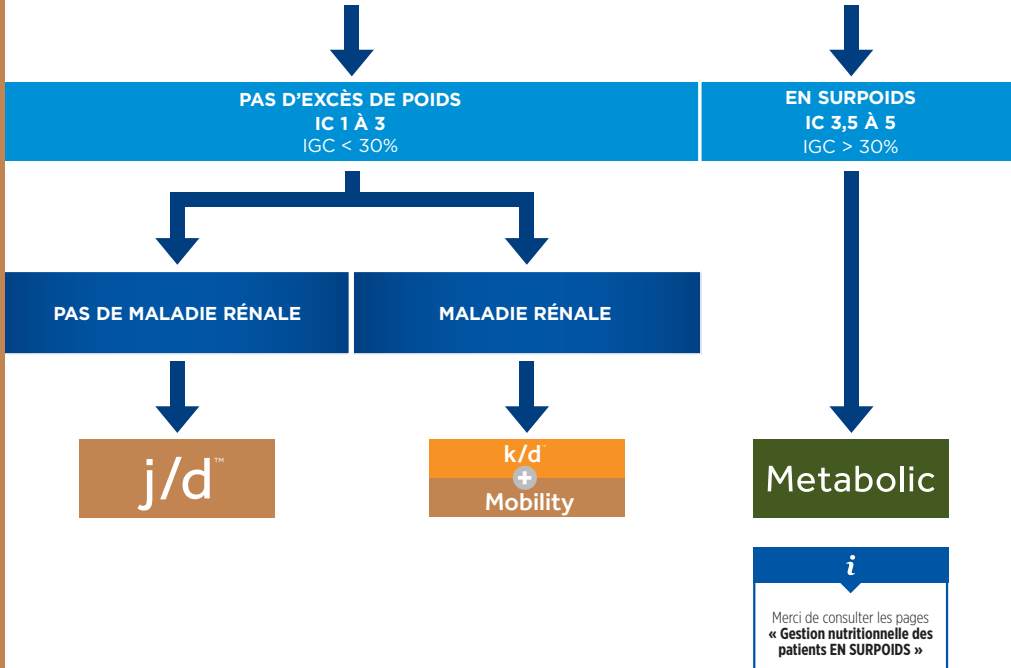 PAS D'EXCÈS DE POIDS
IC 1 À 3
IGC < 30%
EN SURPOIDS
IC 3,5 À 5
IGC > 30%
PAS DE MALADIE RÉNALE
MALADIE RÉNALE
j/d™
k/d™
+
Mobility
Metabolic
i
Merci de consulter les pages
« Gestion nutritionnelle des
patients EN SURPOIDS »